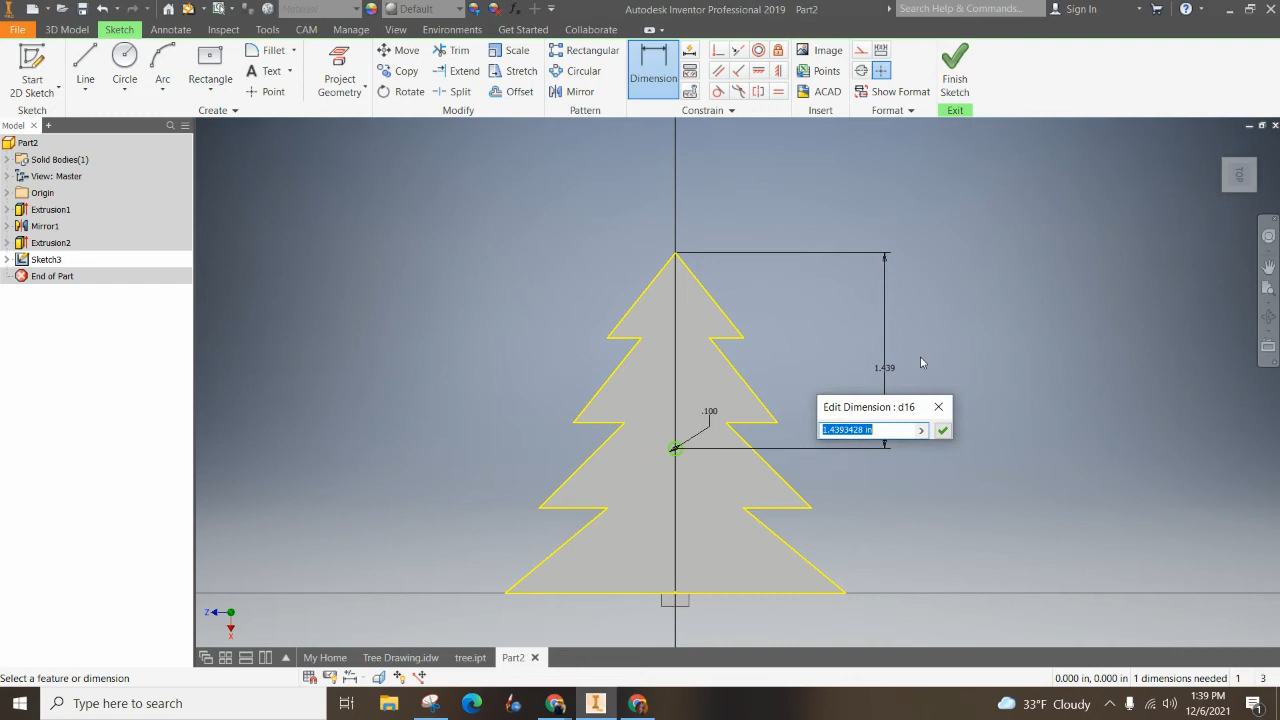 Material
Default
Autodesk Inventor Professional 2019 Part2
Search Help & Commands...
Sign In
File
3D Model
Sketch
Annotate
Inspect
Tools
Manage
View
Environments
Get Started
CAM
Collaborate
Start
2D Sketch
Line
Circle
Arc
Rectangle
Fillet
Text
Point
Project
Geometry
Move
Copy
Rotate
Trim
Extend
Split
Scale
Stretch
Offset
Rectangular
Circular
Mirror
Dimension
Image
Points
ACAD
Show Format
Finish
Sketch
Sketch
Create
Modify
Pattern
Constrain
Insert
Format
Exit
Model
Part2
Solid Bodies(1)
View: Master
Origin
Extrusion1
Mirror1
Extrusion2
Sketch3
End of Part
TOP
1.439
.100
Edit Dimension : d16
1.4393428 in
Z
X
My Home
Tree Drawing.idw
tree.ipt
Part2
Select a feature or dimension
0.000 in, 0.000 in
1 dimensions needed
1
3
Type here to search
33°F Cloudy
1:39 PM
12/6/2021